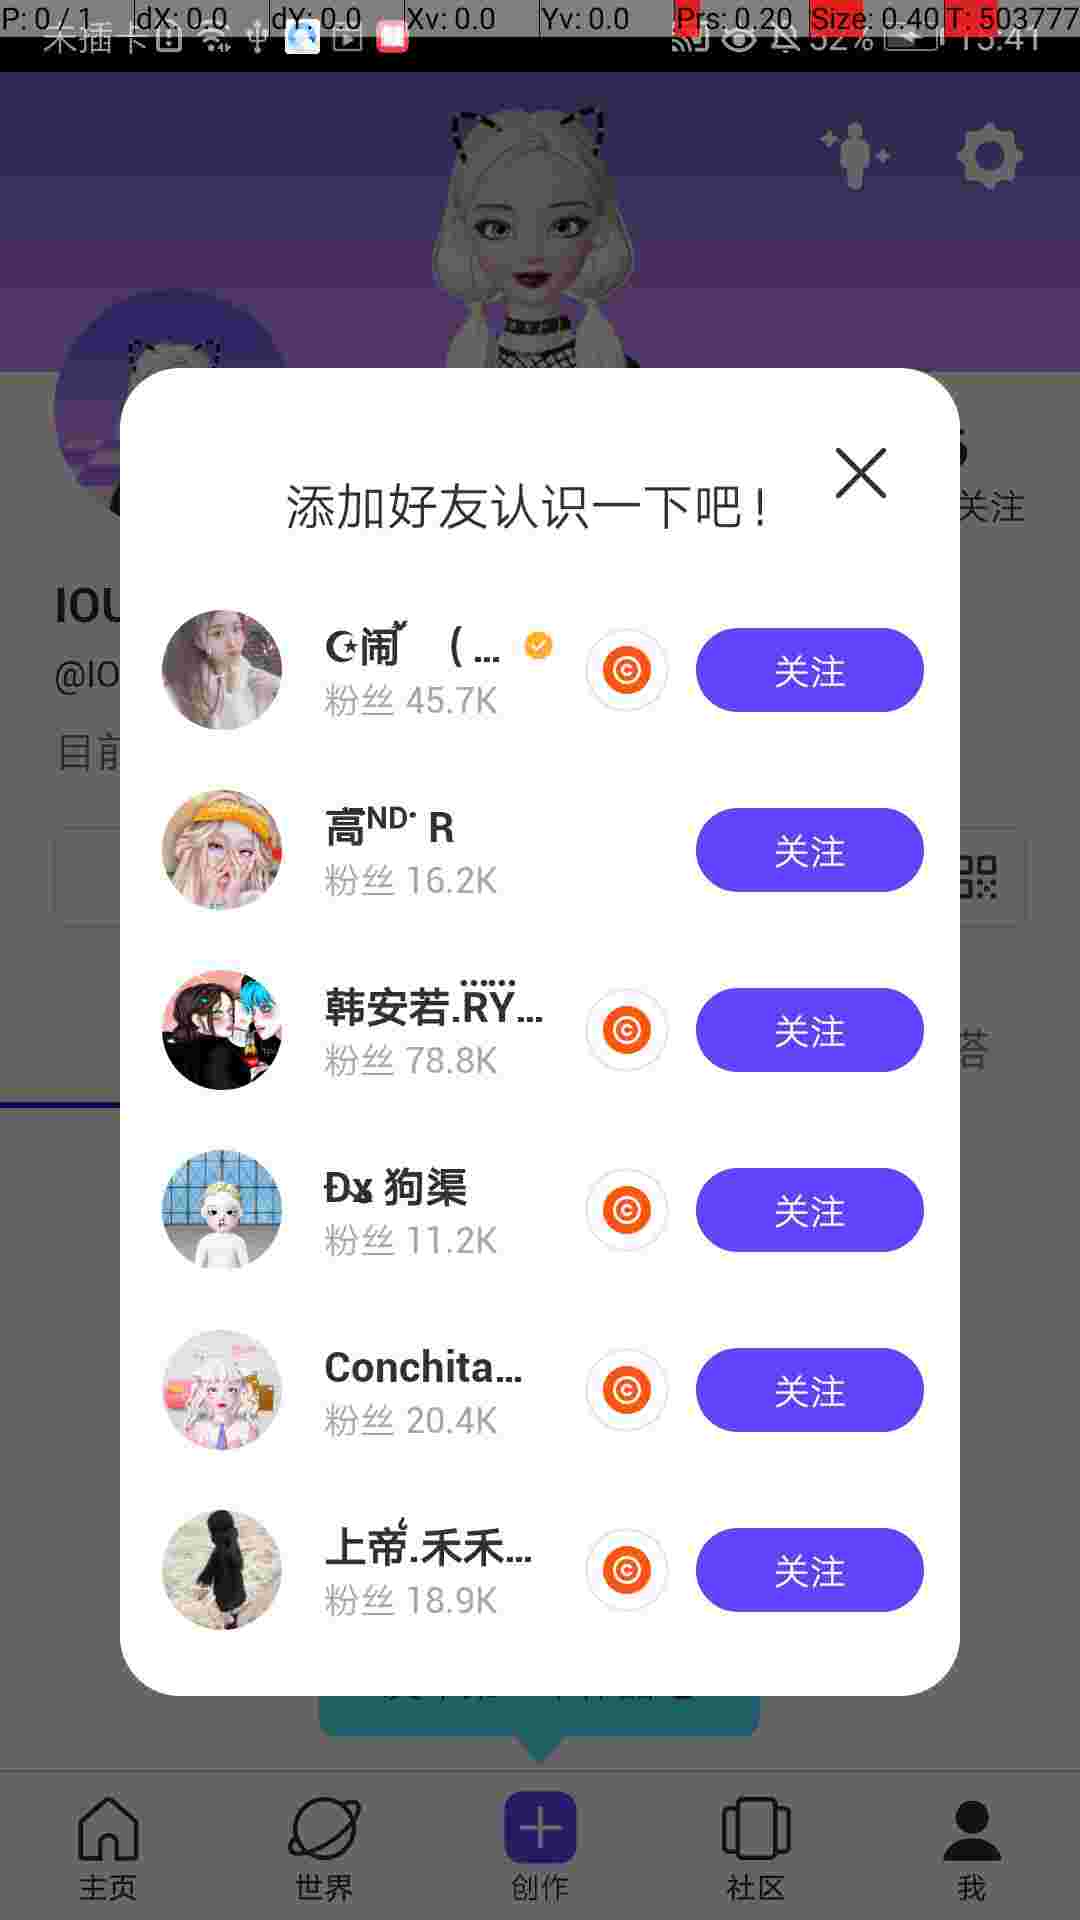 P: 0 / 1 dX: 0.0 dY: 0.0 Xv: 0.0 Yv: 0.0 Prs: 0.20 Size: 0.40 T: 503777
未插卡 52% 15:41
关注
IOU
@IO
目前
添加好友认识一下吧！
☪闹 ( ...
粉丝 45.7K
关注
高ᴺᴰ· R
粉丝 16.2K
关注
韩安若.RY...
粉丝 78.8K
关注
狗渠
粉丝 11.2K
关注
Conchita...
粉丝 20.4K
关注
上帝.禾禾...
粉丝 18.9K
关注
主页 世界 创作 社区 我